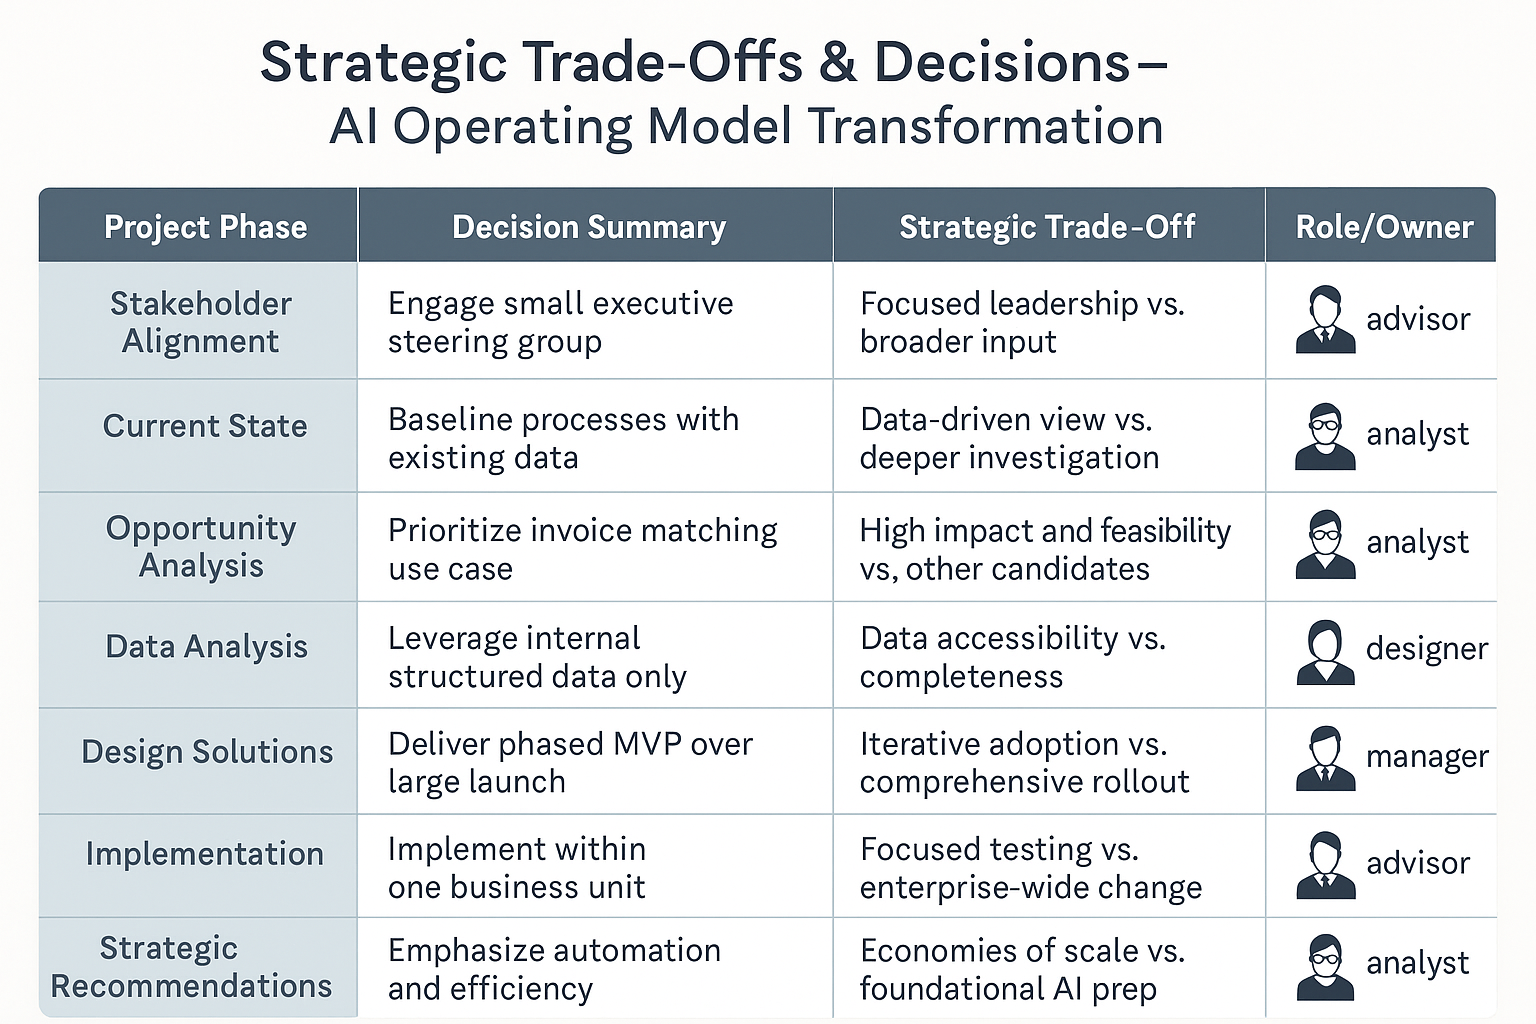 Strategic Trade-Offs & Decisions–
AI Operating Model Transformation
Project Phase
Decision Summary
Strategic Trade-Off
Role/Owner
Stakeholder
Alignment
Engage small executive
steering group
Focused leadership vs.
broader input
advisor
Current State
Baseline processes with
existing data
Data-driven view vs.
deeper investigation
analyst
Opportunity
Analysis
Prioritize invoice matching
use case
High impact and feasibility
vs, other candidates
analyst
Data Analysis
Leverage internal
structured data only
Data accessibility vs.
completeness
designer
Design Solutions
Deliver phased MVP over
large launch
Iterative adoption vs.
comprehensive rollout
manager
Implementation
Implement within
one business unit
Focused testing vs.
enterprise-wide change
advisor
Strategic
Recommendations
Emphasize automation
and efficiency
Economies of scale vs.
foundational AI prep
analyst